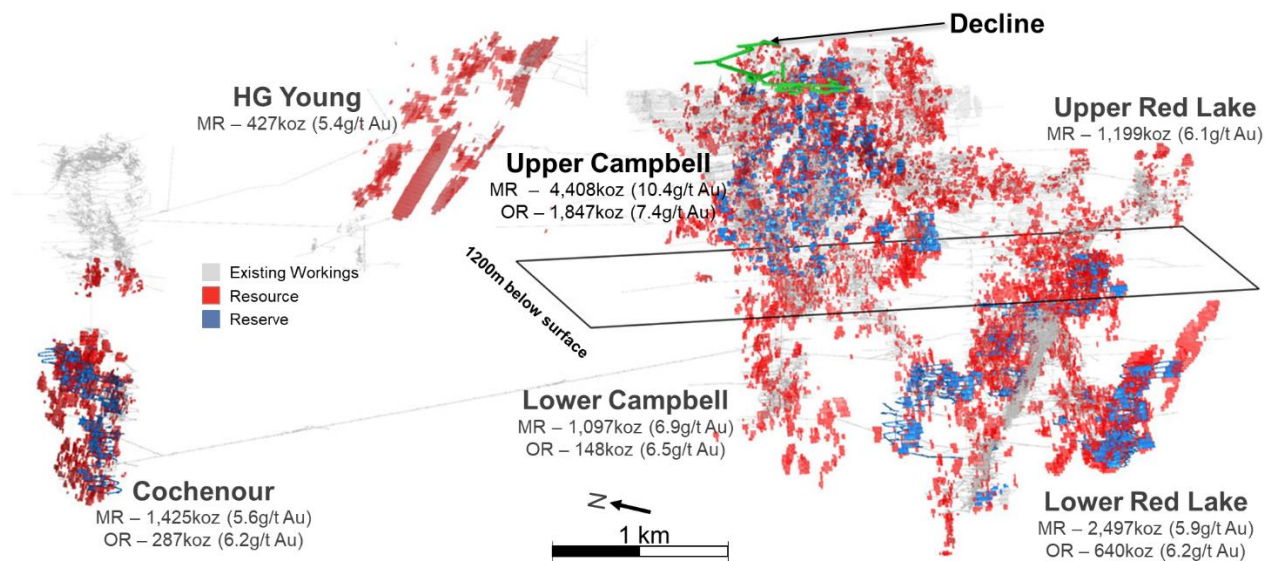 Decline
HG Young
MR – 427koz (5.4g/t Au)
Upper Red Lake
MR – 1,199koz (6.1g/t Au)
Upper Campbell
MR – 4,408koz (10.4g/t Au)
OR – 1,847koz (7.4g/t Au)
Existing Workings
Resource
Reserve
1200m below surface
Lower Campbell
MR – 1,097koz (6.9g/t Au)
OR – 148koz (6.5g/t Au)
Cochenour
MR – 1,425koz (5.6g/t Au)
OR – 287koz (6.2g/t Au)
N
1 km
Lower Red Lake
MR – 2,497koz (5.9g/t Au)
OR – 640koz (6.2g/t Au)